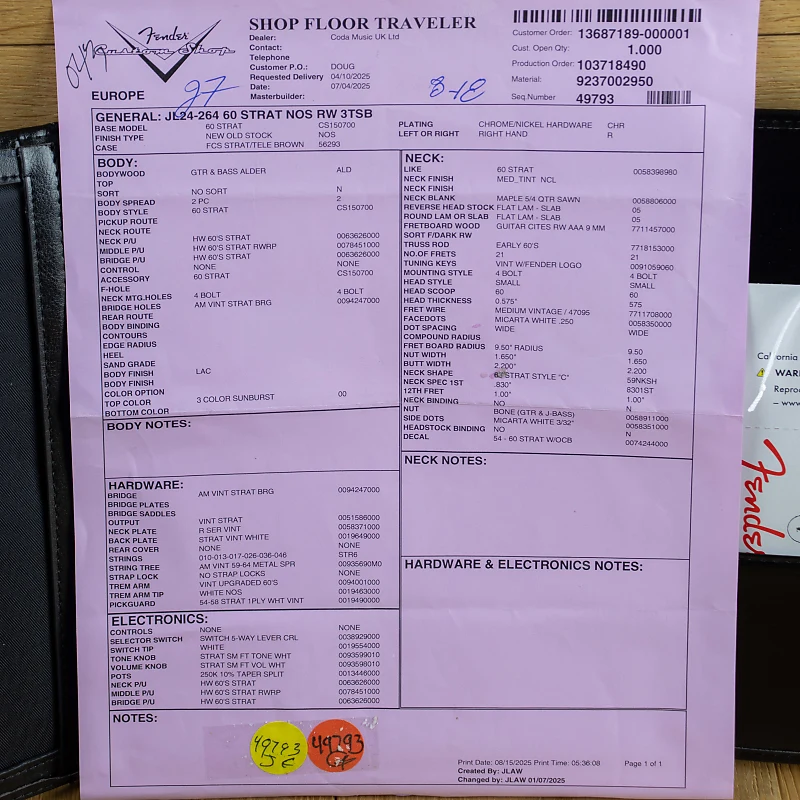 Fender
Custom Shop
SHOP FLOOR TRAVELER
Dealer: Coda Music UK Ltd
Contact:
Telephone
Customer P.O.: DOUG
Requested Delivery 04/10/2025
Date: 07/04/2025
Masterbuilder:
Customer Order: 13687189-000001
Cust. Open Qty: 1.000
Production Order: 103718490
Material: 9237002950
Seq.Number 49793
EUROPE
27
8-18
GENERAL: JL24-264 60 STRAT NOS RW 3TSB
BASE MODEL 60 STRAT CS150700
FINISH TYPE NEW OLD STOCK NOS
CASE FCS STRAT/TELE BROWN 56293
PLATING CHROME/NICKEL HARDWARE CHR
LEFT OR RIGHT RIGHT HAND R
BODY:
BODYWOOD GTR & BASS ALDER ALD
TOP
SORT NO SORT N
BODY SPREAD 2 PC 2
BODY STYLE 60 STRAT CS150700
PICKUP ROUTE
NECK ROUTE
NECK P/U HW 60'S STRAT 0063626000
MIDDLE P/U HW 60'S STRAT RWRP 0078451000
BRIDGE P/U HW 60'S STRAT 0063626000
CONTROL NONE NONE
ACCESSORY 60 STRAT CS150700
F-HOLE
NECK MTG.HOLES 4 BOLT 4 BOLT
BRIDGE HOLES AM VINT STRAT BRG 0094247000
REAR ROUTE
BODY BINDING
CONTOURS
EDGE RADIUS
HEEL
SAND GRADE
BODY FINISH LAC
BODY FINISH
COLOR OPTION
TOP COLOR 3 COLOR SUNBURST 00
BOTTOM COLOR
BODY NOTES:
HARDWARE:
BRIDGE AM VINT STRAT BRG 0094247000
BRIDGE PLATES
BRIDGE SADDLES
OUTPUT VINT STRAT 0051586000
NECK PLATE R SER VINT 0058371000
BACK PLATE STRAT VINT WHITE 0019649000
REAR COVER NONE NONE
STRINGS 010-013-017-026-036-046 STR6
STRING TREE AM VINT 59-64 METAL SPR 00935690M0
STRAP LOCK NO STRAP LOCKS NONE
TREM ARM VINT UPGRADED 60'S 0094001000
TREM ARM TIP WHITE NOS 0019463000
PICKGUARD 54-58 STRAT 1PLY WHT VINT 0019490000
ELECTRONICS:
CONTROLS NONE NONE
SELECTOR SWITCH SWITCH 5-WAY LEVER CRL 0038929000
SWITCH TIP WHITE 0019554000
TONE KNOB STRAT SM FT TONE WHT 0093599010
VOLUME KNOB STRAT SM FT VOL WHT 0093598010
POTS 250K 10% TAPER SPLIT 0013446000
NECK P/U HW 60'S STRAT 0063626000
MIDDLE P/U HW 60'S STRAT RWRP 0078451000
BRIDGE P/U HW 60'S STRAT 0063626000
NECK:
LIKE 60 STRAT 0058398980
NECK FINISH MED_TINT NCL
NECK FINISH
NECK BLANK MAPLE 5/4 QTR SAWN 0058806000
REVERSE HEAD STOCK FLAT LAM - SLAB 05
ROUND LAM OR SLAB FLAT LAM - SLAB 05
FRETBOARD WOOD GUITAR CITES RW AAA 9 MM 7711457000
SORT F/DARK RW
TRUSS ROD EARLY 60'S 7718153000
NO.OF FRETS 21 21
TUNING KEYS VINT W/FENDER LOGO 0091059060
MOUNTING STYLE 4 BOLT 4 BOLT
HEAD STYLE SMALL SMALL
HEAD SCOOP 60 60
HEAD THICKNESS 0.575" 575
FRET WIRE MEDIUM VINTAGE / 47095 7711708000
FACEDOTS MICARTA WHITE .250 0058350000
DOT SPACING WIDE WIDE
COMPOUND RADIUS
FRET BOARD RADIUS 9.50" RADIUS 9.50
NUT WIDTH 1.650" 1.650
BUTT WIDTH 2.200" 2.200
NECK SHAPE STRAT STYLE "C" 59NKSH
NECK SPEC 1ST .830" 8301ST
12TH FRET 1.00" 1.00"
NECK BINDING NO N
NUT BONE (GTR & J-BASS) 0058911000
SIDE DOTS MICARTA WHITE 3/32" 0058351000
HEADSTOCK BINDING NO N
DECAL 54 - 60 STRAT W/OCB 0074244000
NECK NOTES:
HARDWARE & ELECTRONICS NOTES:
NOTES:
49793
49793
Print Date: 08/15/2025 Print Time: 05:36:08 Page 1 of 1
Created By: JLAW
Changed by: JLAW 01/07/2025
California
WAR
Reproc
– www
Fende